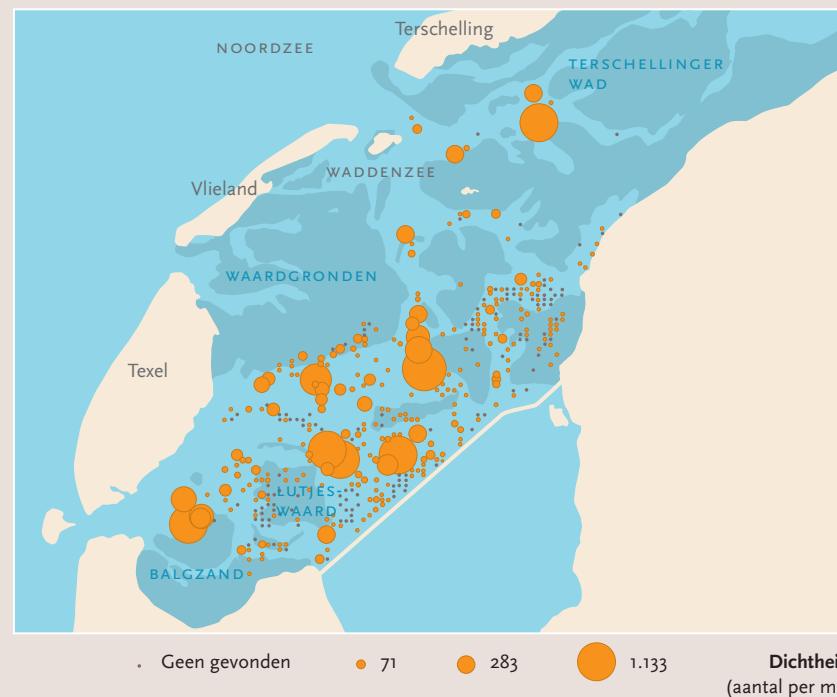 Terschelling
NOORDZEE
TERSCHELLINGER
WAD
WADDENZEE
Vlieland
WAARDGRONDEN
Texel
LUTJES-
WAARD
BALGZAND
Geen gevonden
71
283
1.133
Dichthei
(aantal per m